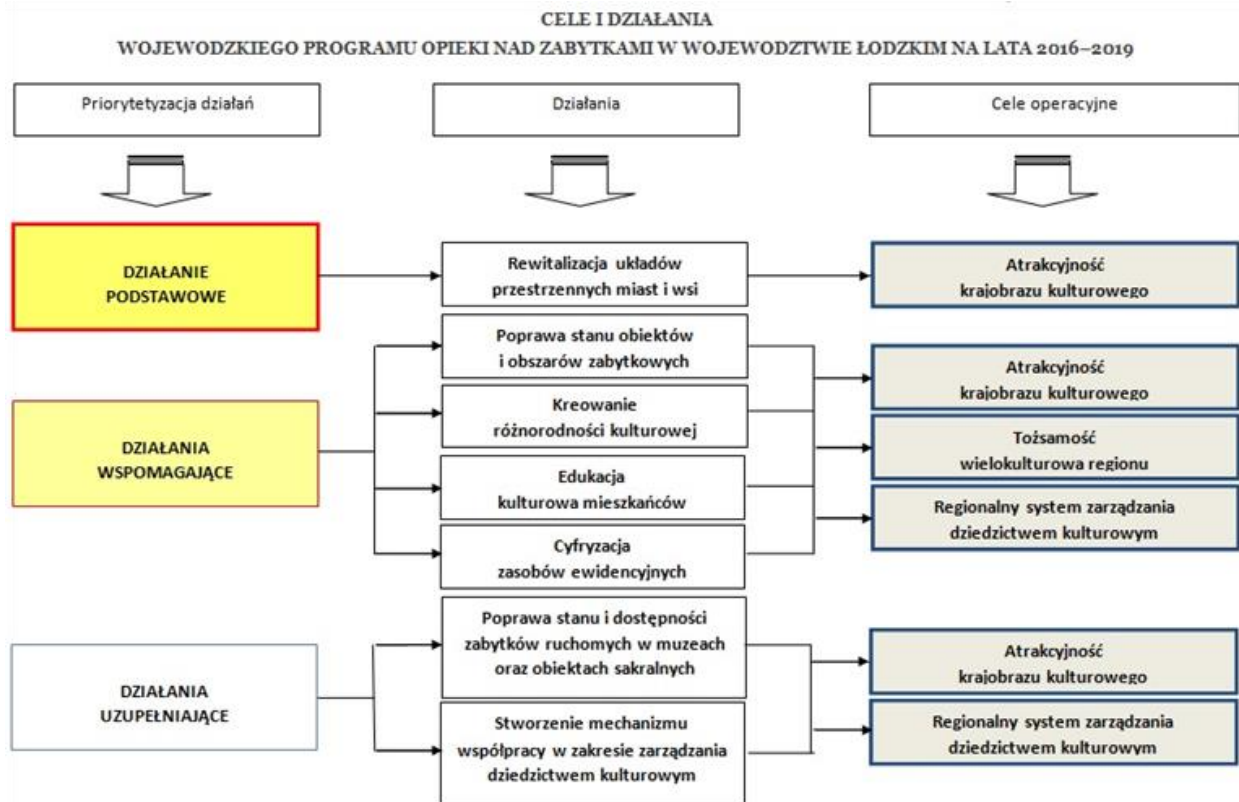 CELE I DZIAŁANIA
WOJEWODZKIEGO PROGRAMU OPIEKI NAD ZABYTKAMI W WOJEWODZTWIE ŁODZKIM NA LATA 2016–2019
Priorytetyzacja działań
Działania
Cele operacyjne
DZIAŁANIE
PODSTAWOWE
Rewitalizacja układów
przestrzennych miast i wsi
Atrakcyjność
krajobrazu kulturowego
DZIAŁANIA
WSPOMAGAJĄCE
Poprawa stanu obiektów
i obszarów zabytkowych
Kreowanie
różnorodności kulturowej
Edukacja
kulturowa mieszkańców
Cyfryzacja
zasobów ewidencyjnych
Atrakcyjność
krajobrazu kulturowego
Tożsamość
wielokulturowa regionu
Regionalny system zarządzania
dziedzictwem kulturowym
DZIAŁANIA
UZUPEŁNIAJĄCE
Poprawa stanu i dostępności
zabytków ruchomych w muzeach
oraz obiektach sakralnych
Stworzenie mechanizmu
współpracy w zakresie zarządzania
dziedzictwem kulturowym
Atrakcyjność
krajobrazu kulturowego
Regionalny system zarządzania
dziedzictwem kulturowym